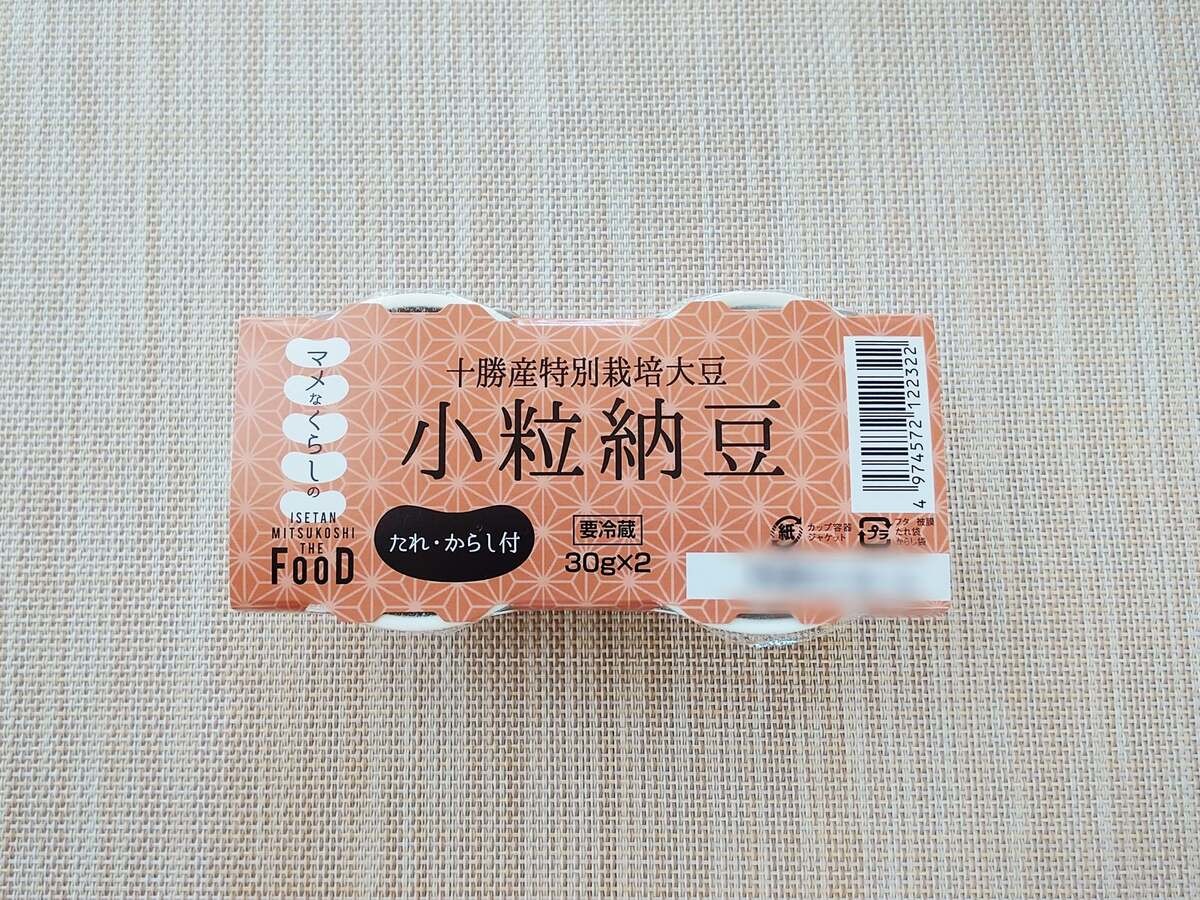 マメなくらしの
ISETAN
MITSUKOSHI
THE
FOOD
十勝産特別栽培大豆
小粒納豆
たれ・からし付
要冷蔵
30g×2
4 974572 122322
紙
カップ容器
ジャケット
プラ
フタ 被膜
たれ袋
からし袋